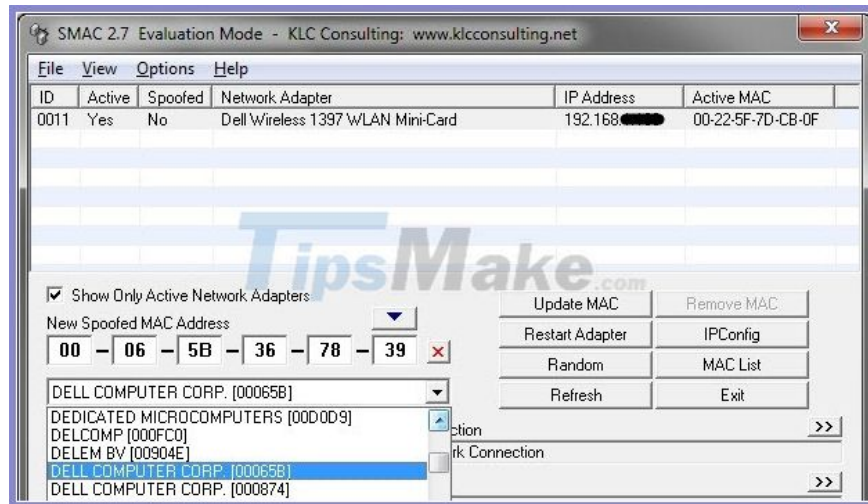 SMAC 2.7 Evaluation Mode - KLC Consulting: www.klcconsulting.net
File View Options Help
ID Active Spoofed Network Adapter IP Address Active MAC
0011 Yes No Dell Wireless 1397 WLAN Mini-Card 192.168. 00-22-5F-7D-CB-0F
TipsMake.com
Show Only Active Network Adapters
New Spoofed MAC Address
00 - 06 - 5B - 36 - 78 - 39
Update MAC Remove MAC
Restart Adapter IPConfig
Random MAC List
Refresh Exit
DELL COMPUTER CORP. [00065B]
DEDICATED MICROCOMPUTERS [00D0D9]
DELCOMP [000FC0]
DELEM BV [00904E]
DELL COMPUTER CORP. [00065B]
DELL COMPUTER CORP. [000874]
ction >>
rk Connection
>>